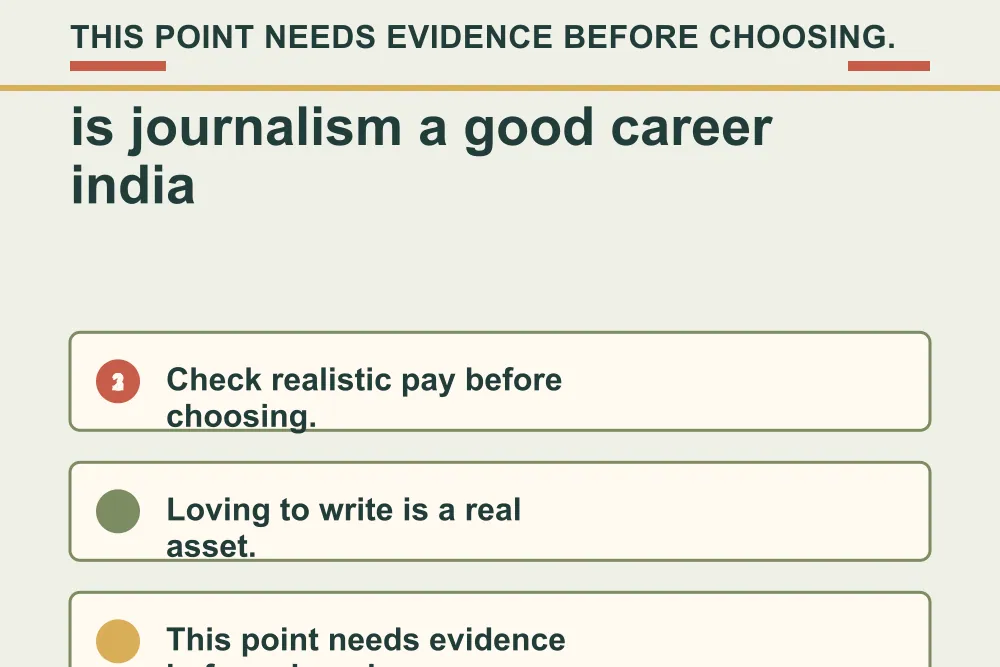 THIS POINT NEEDS EVIDENCE BEFORE CHOOSING.
is journalism a good career
india
Check realistic pay before
choosing.
Loving to write is a real
asset.
This point needs evidence